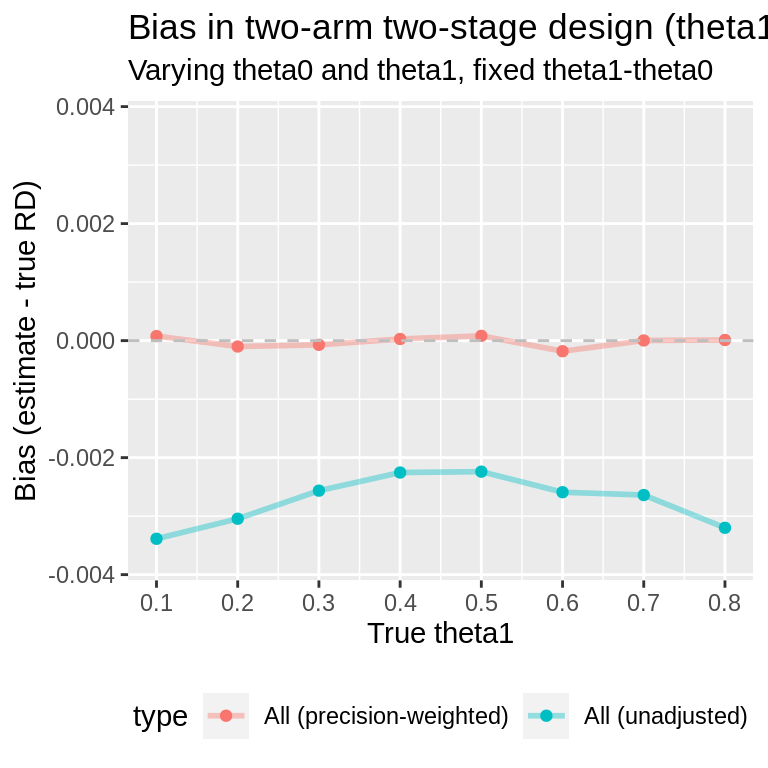 Bias in two-arm two-stage design (theta1
Varying theta0 and theta1, fixed theta1-theta0
Bias (estimate - true RD)
0.004
0.002
0.000
-0.002
-0.004
0.1 0.2 0.3 0.4 0.5 0.6 0.7 0.8
True theta1
type All (precision-weighted) All (unadjusted)